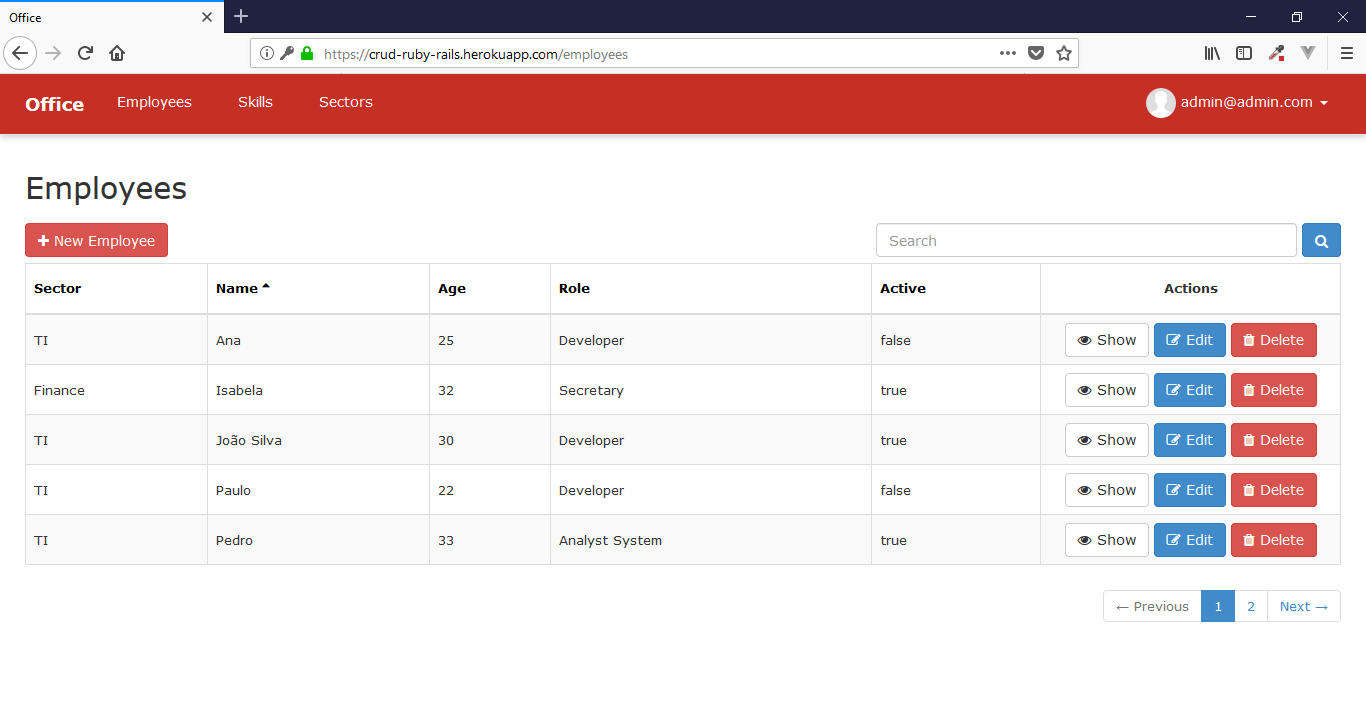 Office
https://crud-ruby-rails.herokuapp.com/employees
Office Employees Skills Sectors admin@admin.com
Employees
New Employee Search
Sector Name Age Role Active Actions
TI Ana 25 Developer false Show Edit Delete
Finance Isabela 32 Secretary true Show Edit Delete
TI João Silva 30 Developer true Show Edit Delete
TI Paulo 22 Developer false Show Edit Delete
TI Pedro 33 Analyst System true Show Edit Delete
← Previous 1 2 Next →